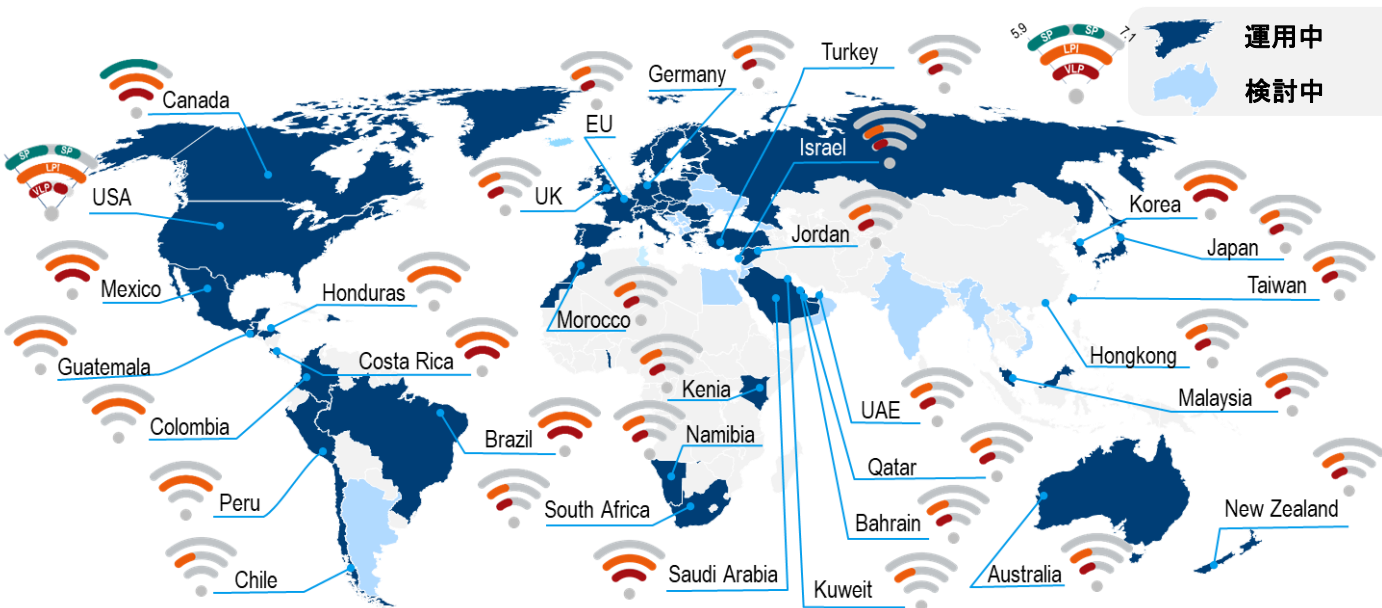 5.9 SP SP 7.1
LPI
VLP
運用中
検討中
Canada
SP SP
LPI
VLP
USA
Mexico
Honduras
Guatemala
Costa Rica
Colombia
Brazil
Peru
Chile
EU
Germany
Turkey
UK
Israel
Jordan
Morocco
Kenia
Namibia
South Africa
Saudi Arabia
UAE
Qatar
Bahrain
Kuweit
Korea
Japan
Taiwan
Hongkong
Malaysia
Australia
New Zealand